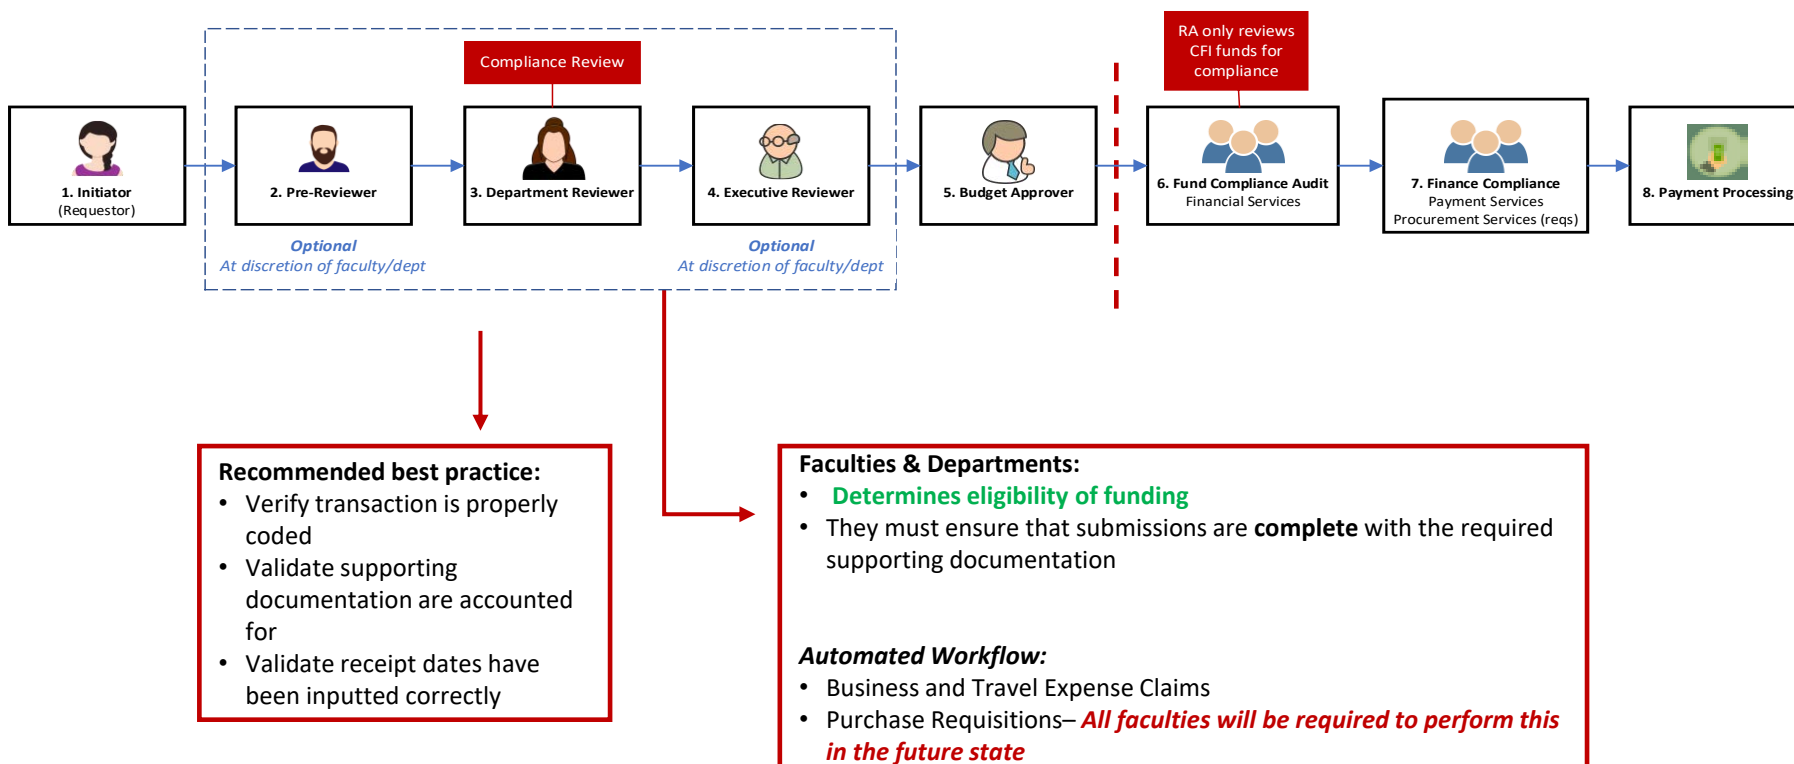 RA only reviews
CFI funds for
compliance
Compliance Review
1. Initiator
(Requestor)
2. Pre-Reviewer
3. Department Reviewer
4. Executive Reviewer
5. Budget Approver
6. Fund Compliance Audit
Financial Services
7. Finance Compliance
Payment Services
Procurement Services (reqs)
8. Payment Processing
Optional
At discretion of faculty/dept
Optional
At discretion of faculty/dept
Recommended best practice:
• Verify transaction is properly
coded
• Validate supporting
documentation are accounted
for
• Validate receipt dates have
been inputted correctly
Faculties & Departments:
• Determines eligibility of funding
• They must ensure that submissions are complete with the required
supporting documentation
Automated Workflow:
• Business and Travel Expense Claims
• Purchase Requisitions– All faculties will be required to perform this
in the future state